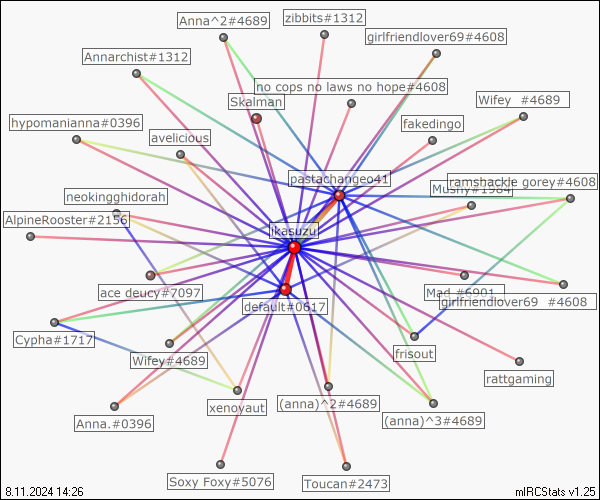 Anna^2#4689
zibbits#1312
girlfriendlover69#4608
Annarchist#1312
no cops no laws no hope#4608
Skalman
Wifey #4689
hypomanianna#0396
avelicious
fakedingo
pastachangeo41
Mushy#1984
ramshackle gorey#4608
neokingghidorah
AlpineRooster#2156
ikasuzu
ace deucy#7097
default#0617
Mad #6901
girlfriendlover69 #4608
Cypha#1717
Wifey#4689
frisout
rattgaming
Anna.#0396
xenovaut
(anna)^2#4689
(anna)^3#4689
Soxy Foxy#5076
Toucan#2473
8.11.2024 14:26
mIRCStats v1.25